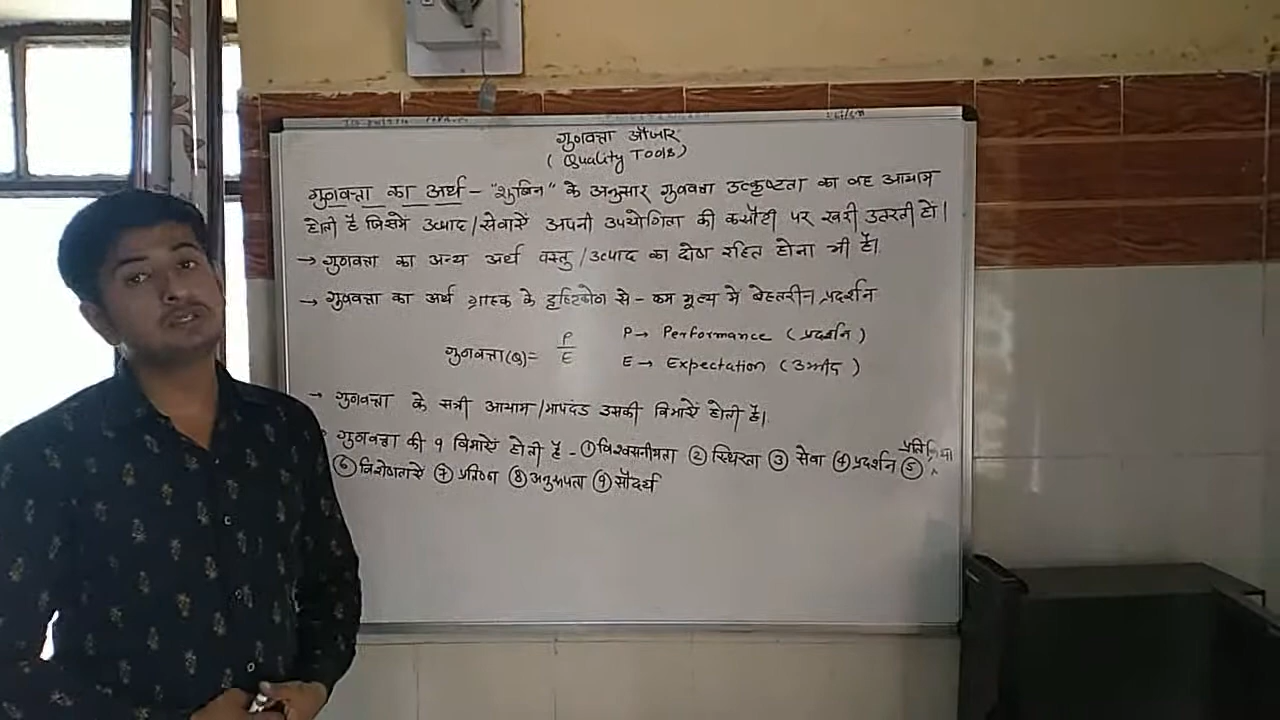 गुणवत्ता औजार
(Quality Tools)
गुणवत्ता का अर्थ – "शुबिन" के अनुसार गुणवत्ता उत्कृष्टता का वह आयाम
होती है जिसमें उत्पाद/सेवाएँ अपनी उपयोगिता की कसौटी पर खरी उतरती हो।
→ गुणवत्ता का अन्य अर्थ वस्तु/उत्पाद का दोष रहित होना भी है।
→ गुणवत्ता का अर्थ ग्राहक के दृष्टिकोण से – कम मूल्य मे बेहतरीन प्रदर्शन
गुणवत्ता(Q)= P/E
P → Performance (प्रदर्शन)
E → Expectation (उम्मीद)
→ गुणवत्ता के सभी आयाम/मापदंड उसकी विमाएँ होती है।
गुणवत्ता की 9 विमाएँ होती है – ① विश्वसनीयता ② स्थिरता ③ सेवा ④ प्रदर्शन ⑤
⑥ विशेषताएँ ⑦ प्रतिष्ठा ⑧ अनुरूपता ⑨ सौंदर्य